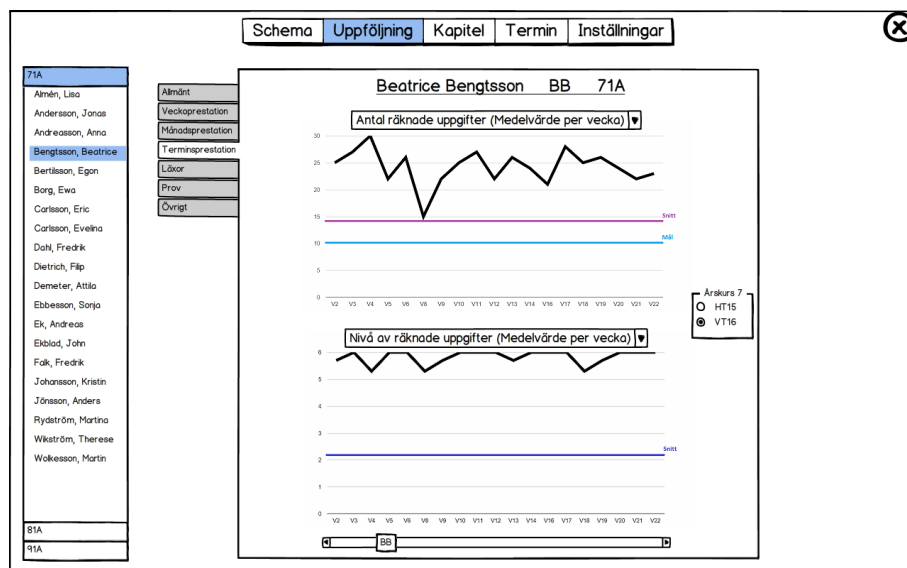 Schema Uppföljning Kapitel Termin Inställningar
71A
Almén, Lisa
Andersson, Jonas
Andreasson, Anna
Bengtsson, Beatrice
Bertilsson, Egon
Borg, Ewa
Carlsson, Eric
Carlsson, Evelina
Dahl, Fredrik
Dietrich, Filip
Demeter, Attila
Ebbesson, Sonja
Ek, Andreas
Ekblad, John
Falk, Fredrik
Johansson, Kristin
Jönsson, Anders
Rydström, Martina
Wikström, Therese
Wolkesson, Martin
81A
91A
Allmänt
Veckoprestation
Månadsprestation
Terminsprestation
Läxor
Prov
Övrigt
Beatrice Bengtsson BB 71A
Antal räknade uppgifter (Medelvärde per vecka)
30
25
20
15
Snitt
Mål
10
5
0
V2 V3 V4 V5 V6 V8 V9 V10 V11 V12 V13 V14 V16 V17 V18 V19 V20 V21 V22
Nivå av räknade uppgifter (Medelvärde per vecka)
6
5
4
3
Snitt
2
1
0
V2 V3 V4 V5 V6 V8 V9 V10 V11 V12 V13 V14 V16 V17 V18 V19 V20 V21 V22
BB
Årskurs 7
HT15
VT16